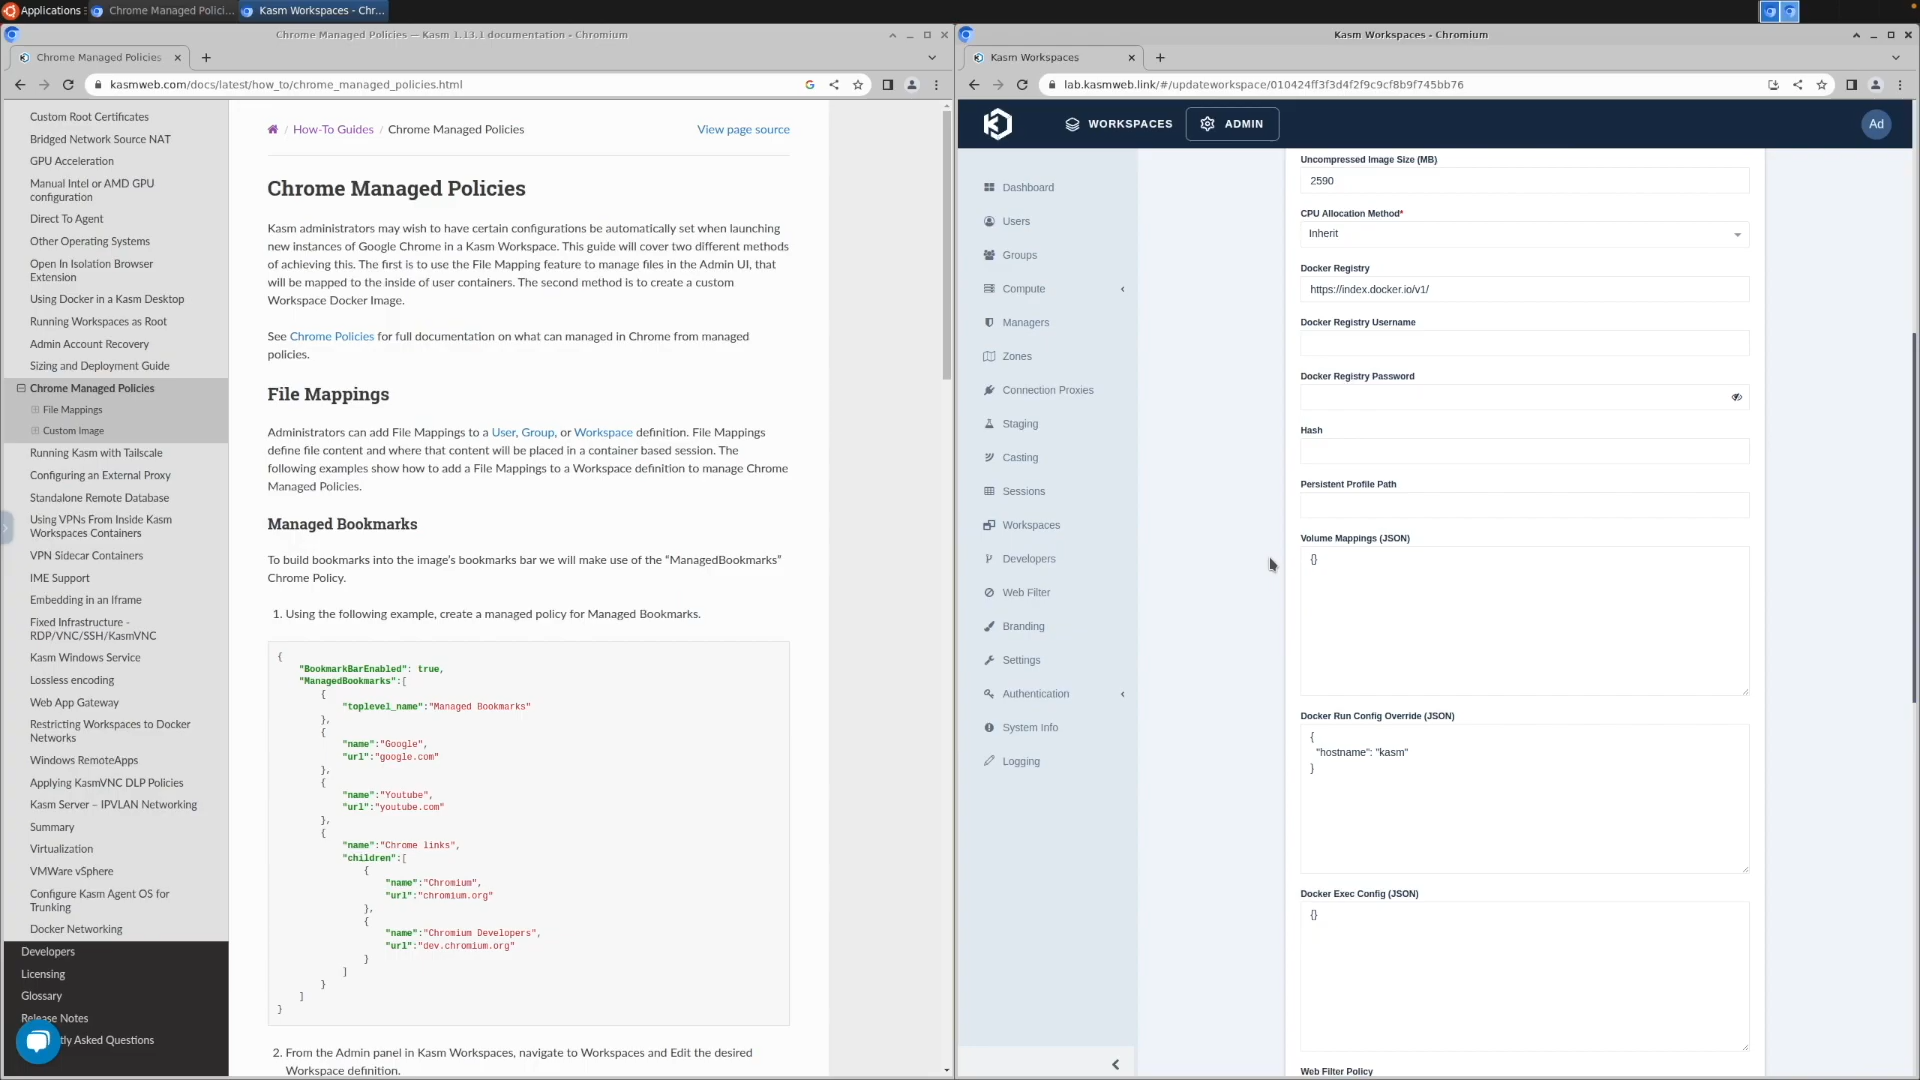 Applications
Chrome Managed Polici...
Kasm Workspaces - Chr...
Chrome Managed Policies — Kasm 1.13.1 documentation - Chromium
Chrome Managed Policies
kasmweb.com/docs/latest/how_to/chrome_managed_policies.html
Custom Root Certificates
Bridged Network Source NAT
GPU Acceleration
Manual Intel or AMD GPU
configuration
Direct To Agent
Other Operating Systems
Open In Isolation Browser
Extension
Using Docker in a Kasm Desktop
Running Workspaces as Root
Admin Account Recovery
Sizing and Deployment Guide
Chrome Managed Policies
File Mappings
Custom Image
Running Kasm with Tailscale
Configuring an External Proxy
Standalone Remote Database
Using VPNs From Inside Kasm
Workspaces Containers
VPN Sidecar Containers
IME Support
Embedding in an Iframe
Fixed Infrastructure -
RDP/VNC/SSH/KasmVNC
Kasm Windows Service
Lossless encoding
Web App Gateway
Restricting Workspaces to Docker
Networks
Windows RemoteApps
Applying KasmVNC DLP Policies
Kasm Server – IPVLAN Networking
Summary
Virtualization
VMWare vSphere
Configure Kasm Agent OS for
Trunking
Docker Networking
Developers
Licensing
Glossary
Release Notes
tly Asked Questions
/ How-To Guides / Chrome Managed Policies
View page source
Chrome Managed Policies
Kasm administrators may wish to have certain configurations be automatically set when launching
new instances of Google Chrome in a Kasm Workspace. This guide will cover two different methods
of achieving this. The first is to use the File Mapping feature to manage files in the Admin UI, that
will be mapped to the inside of user containers. The second method is to create a custom
Workspace Docker Image.
See Chrome Policies for full documentation on what can managed in Chrome from managed
policies.
File Mappings
Administrators can add File Mappings to a User, Group, or Workspace definition. File Mappings
define file content and where that content will be placed in a container based session. The
following examples show how to add a File Mappings to a Workspace definition to manage Chrome
Managed Policies.
Managed Bookmarks
To build bookmarks into the image's bookmarks bar we will make use of the “ManagedBookmarks”
Chrome Policy.
1. Using the following example, create a managed policy for Managed Bookmarks.
{
"BookmarkBarEnabled": true,
"ManagedBookmarks":[
{
"toplevel_name":"Managed Bookmarks"
},
{
"name":"Google",
"url":"google.com"
},
{
"name":"Youtube",
"url":"youtube.com"
},
{
"name":"Chrome links",
"children":[
{
"name":"Chromium",
"url":"chromium.org"
},
{
"name":"Chromium Developers",
"url":"dev.chromium.org"
}
]
}
]
}
2. From the Admin panel in Kasm Workspaces, navigate to Workspaces and Edit the desired
Workspace definition.
Kasm Workspaces - Chromium
Kasm Workspaces
lab.kasmweb.link/#/updateworkspace/010424ff3f3d4f2f9c9cf8b9f745bb76
WORKSPACES
ADMIN
Ad
Dashboard
Users
Groups
Compute
Managers
Zones
Connection Proxies
Staging
Casting
Sessions
Workspaces
Developers
Web Filter
Branding
Settings
Authentication
System Info
Logging
Uncompressed Image Size (MB)
2590
CPU Allocation Method*
Inherit
Docker Registry
https://index.docker.io/v1/
Docker Registry Username
Docker Registry Password
Hash
Persistent Profile Path
Volume Mappings (JSON)
{}
Docker Run Config Override (JSON)
{
"hostname": "kasm"
}
Docker Exec Config (JSON)
{}
Web Filter Policy